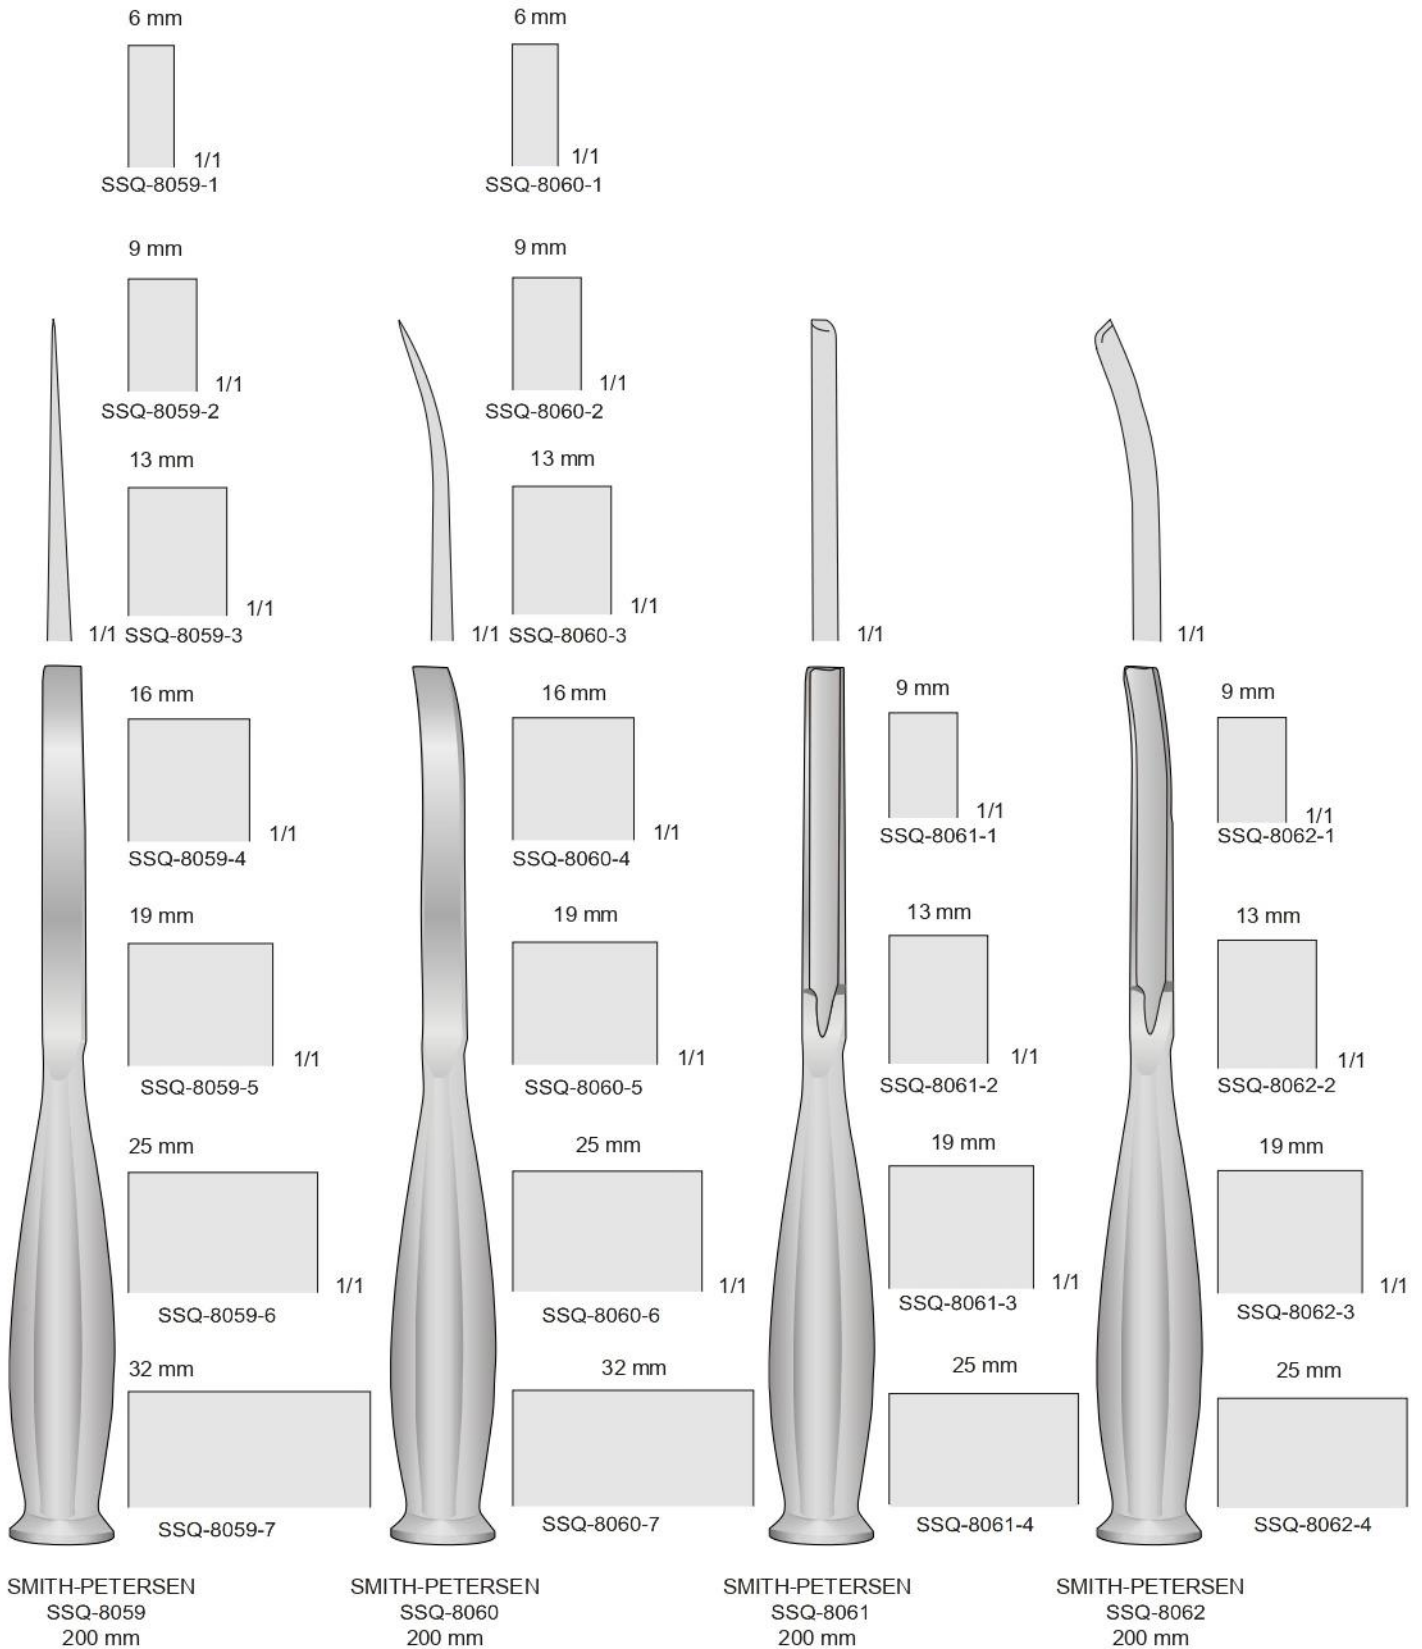 6 mm
1/1
SSQ-8059-1
9 mm
1/1
SSQ-8059-2
13 mm
1/1
1/1
SSQ-8059-3
16 mm
1/1
SSQ-8059-4
19 mm
1/1
SSQ-8059-5
25 mm
1/1
SSQ-8059-6
32 mm
SSQ-8059-7
SMITH-PETERSEN
SSQ-8059
200 mm
6 mm
1/1
SSQ-8060-1
9 mm
1/1
SSQ-8060-2
13 mm
1/1
1/1
SSQ-8060-3
16 mm
1/1
SSQ-8060-4
19 mm
1/1
SSQ-8060-5
25 mm
1/1
SSQ-8060-6
32 mm
SSQ-8060-7
SMITH-PETERSEN
SSQ-8060
200 mm
1/1
9 mm
1/1
SSQ-8061-1
13 mm
1/1
SSQ-8061-2
19 mm
1/1
SSQ-8061-3
25 mm
SSQ-8061-4
SMITH-PETERSEN
SSQ-8061
200 mm
1/1
9 mm
1/1
SSQ-8062-1
13 mm
1/1
SSQ-8062-2
19 mm
1/1
SSQ-8062-3
25 mm
SSQ-8062-4
SMITH-PETERSEN
SSQ-8062
200 mm